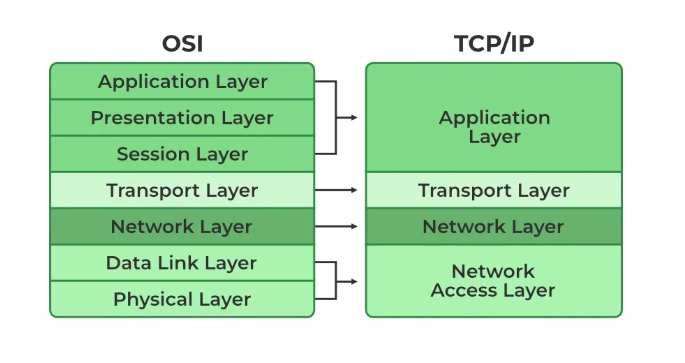 OSI
Application Layer
Presentation Layer
Session Layer
Transport Layer
Network Layer
Data Link Layer
Physical Layer
TCP/IP
Application
Layer
Transport Layer
Network Layer
Network
Access Layer